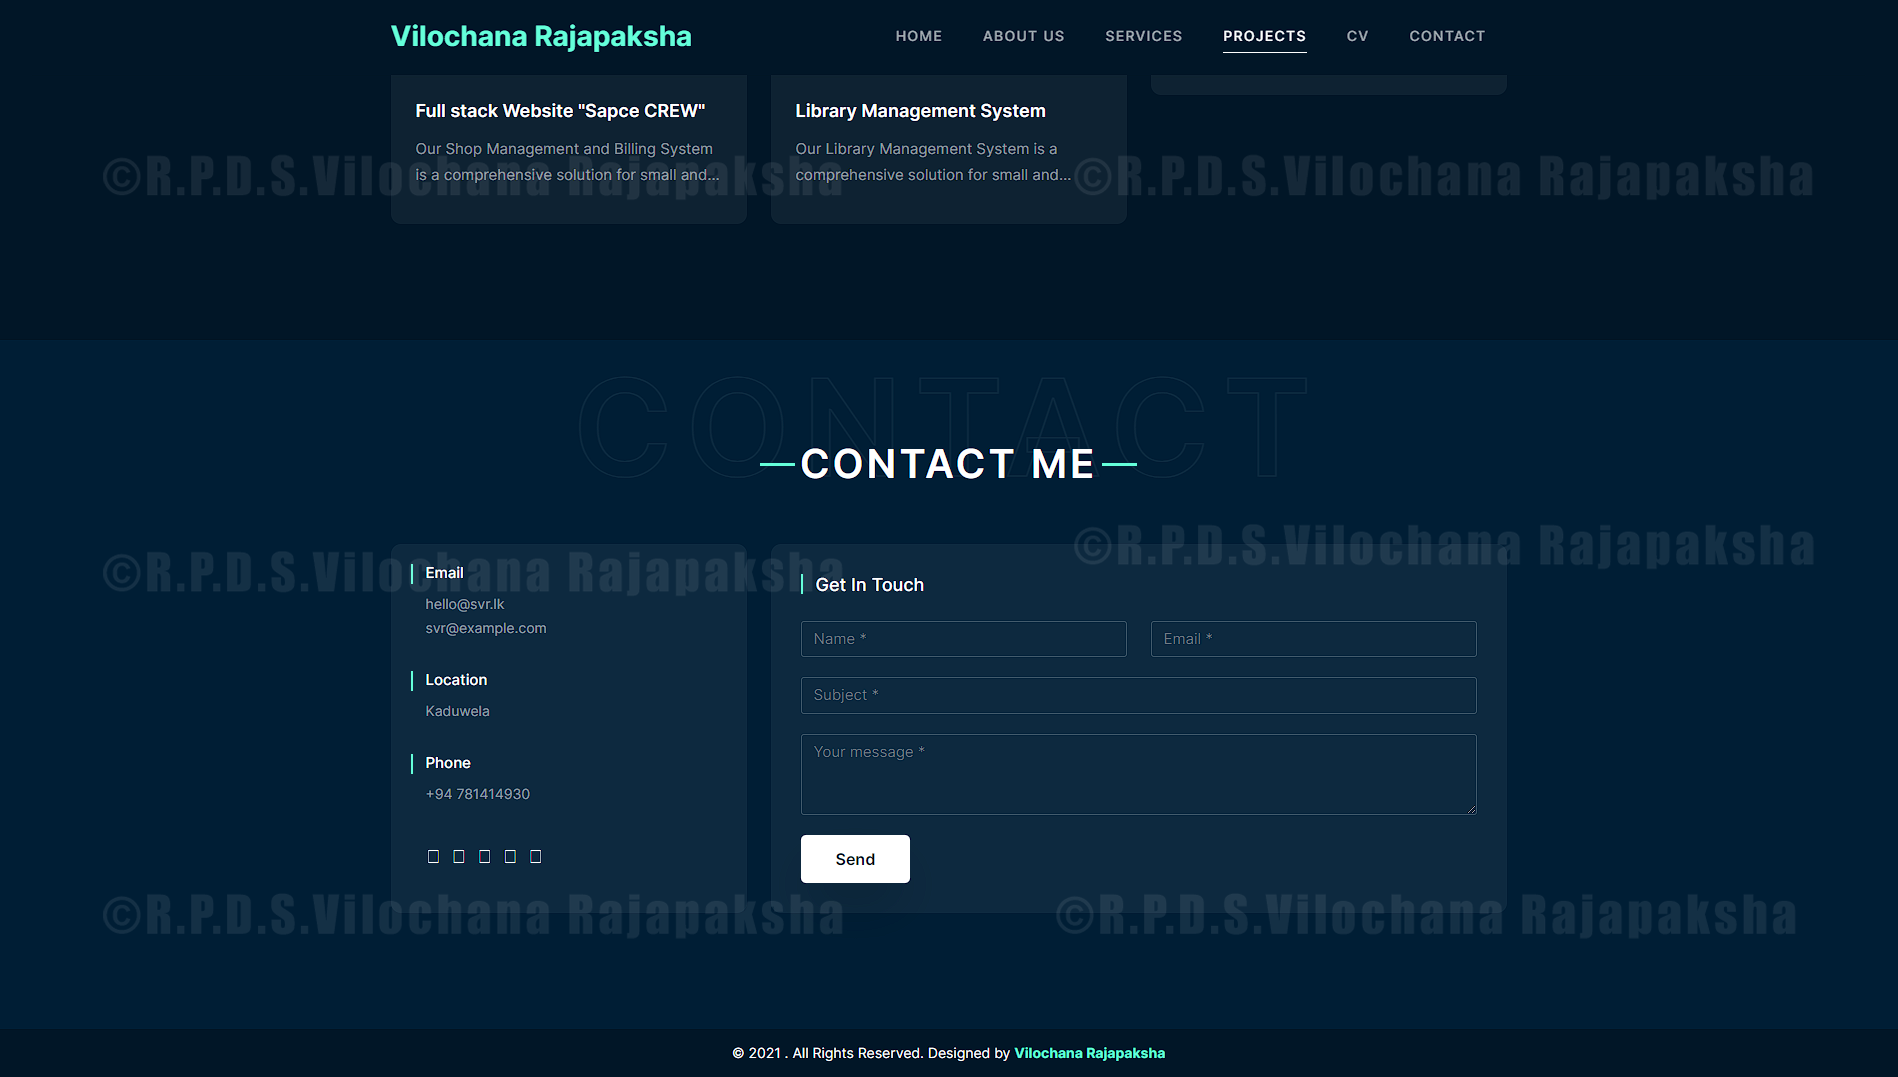 Vilochana Rajapaksha
HOME ABOUT US SERVICES PROJECTS CV CONTACT
Full stack Website "Sapce CREW"
Our Shop Management and Billing System
is a comprehensive solution for small and...
Library Management System
Our Library Management System is a
comprehensive solution for small and...
©R.P.D.S.Vilochana Rajapaksha
©R.P.D.S.Vilochana Rajapaksha
CONTACT
CONTACT ME
©R.P.D.S.Vilochana Rajapaksha
©R.P.D.S.Vilochana Rajapaksha
Email
hello@svr.lk
svr@example.com
Location
Kaduwela
Phone
+94 781414930
Get In Touch
Name *
Email *
Subject *
Your message *
Send
©R.P.D.S.Vilochana Rajapaksha
©R.P.D.S.Vilochana Rajapaksha
© 2021 . All Rights Reserved. Designed by Vilochana Rajapaksha